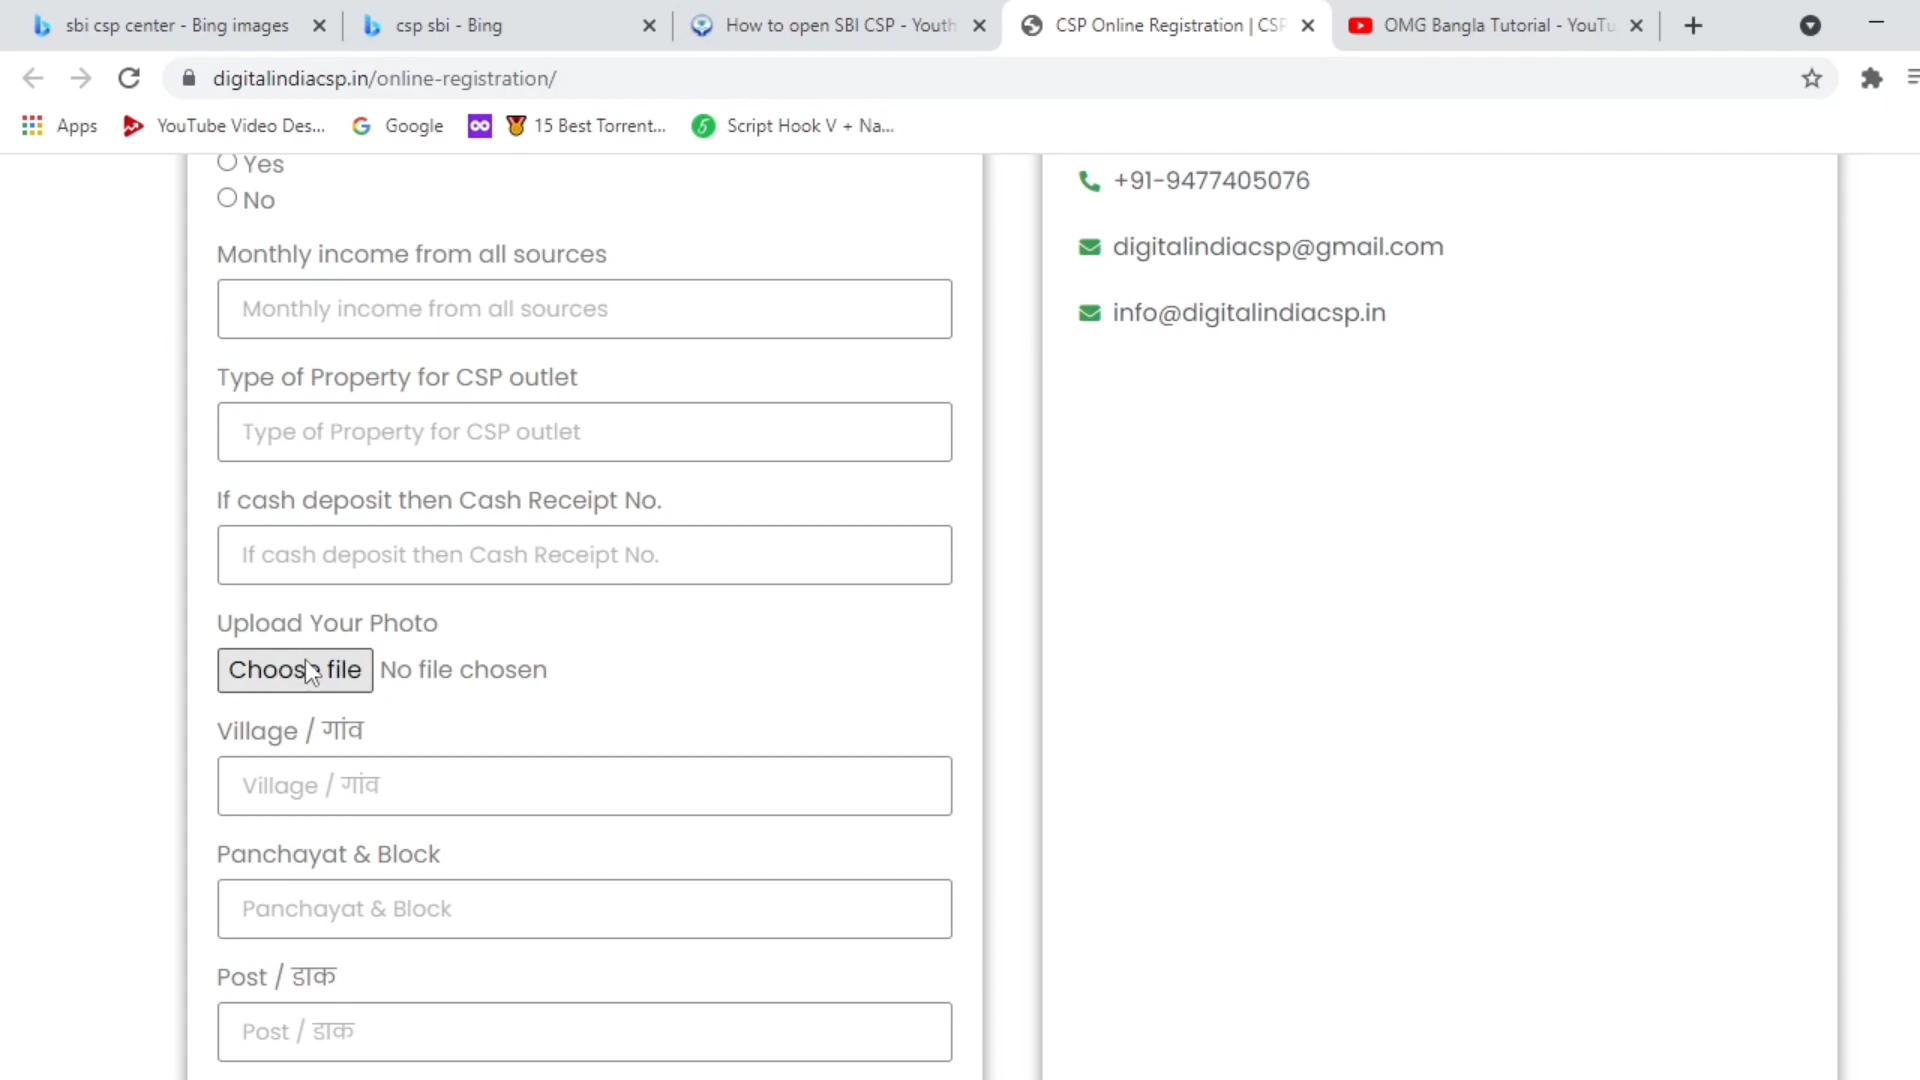 sbi csp center - Bing images
csp sbi - Bing
How to open SBI CSP - Youth
CSP Online Registration | CSP
OMG Bangla Tutorial - YouTu
digitalindiacsp.in/online-registration/
Apps
YouTube Video Des...
Google
15 Best Torrent...
Script Hook V + Na...
Yes
No
Monthly income from all sources
Monthly income from all sources
Type of Property for CSP outlet
Type of Property for CSP outlet
If cash deposit then Cash Receipt No.
If cash deposit then Cash Receipt No.
Upload Your Photo
Choose file No file chosen
Village / गांव
Village / गांव
Panchayat & Block
Panchayat & Block
Post / डाक
Post / डाक
+91-9477405076
digitalindiacsp@gmail.com
info@digitalindiacsp.in